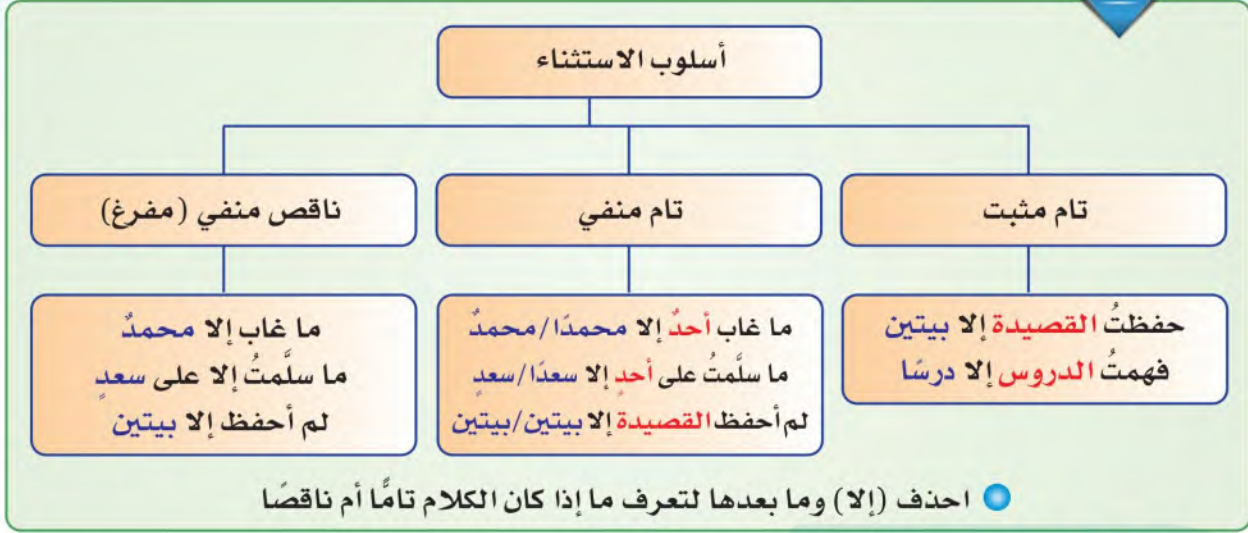 أسلوب الاستثناء
تام مثبت
تام منفي
ناقص منفي (مفرغ)
حفظتُ القصيدة إلا بيتين
فهمتُ الدروس إلا درسًا
ما غاب أحدٌ إلا محمدًا/محمدٌ
ما سلَّمتُ على أحدٍ إلا سعدًا/سعدٍ
لم أحفظ القصيدة إلا بيتين/بيتين
ما غاب إلا محمدٌ
ما سلَّمتُ إلا على سعدٍ
لم أحفظ إلا بيتين
احذف (إلا) وما بعدها لتعرف ما إذا كان الكلام تامًّا أم ناقصًا